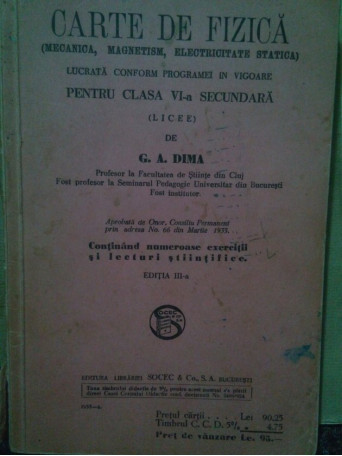 CARTE DE FIZICĂ
(MECANICA, MAGNETISM, ELECTRICITATE STATICA)
LUCRATĂ CONFORM PROGRAMEI IN VIGOARE
PENTRU CLASA VI-a SECUNDARĂ
(LICEE)
DE
G. A. DIMA
Profesor la Facultatea de Științe din Cluj
Fost profesor la Seminarul Pedagogic Universitar din București
Fost institutor
Aprobată de Onor. Consiliu Permanent
prin adresa No. 66 din Martie 1935.
Conținând numeroase exerciții
și lecturi științifice.
EDIȚIA III-a
SOCEC
EDITURA LIBRĂRIEI SOCEC & Co., S. A. BUCUREȘTI
Prețul cărții . . . . Lei 90.25
Timbrul C. C. D. 5% „ 4.75
Preț de vânzare Lei 95.—